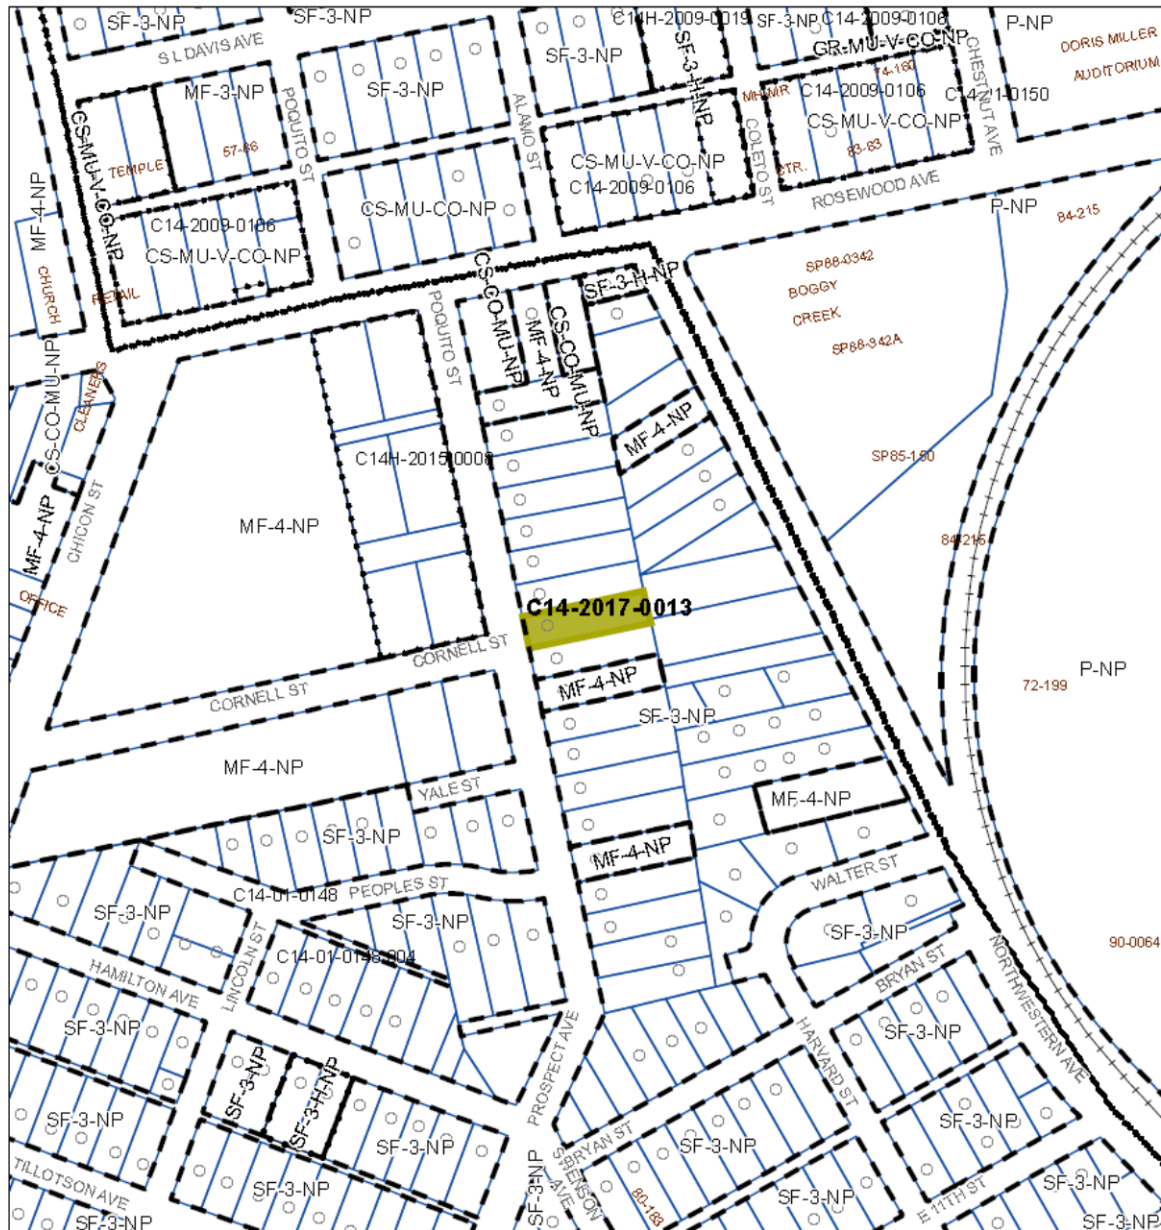 SF-3-NP
SF-3-NP
C14H-2009-0019
SF-3-NP
C14-2009-0106
P-NP
S L DAVIS AVE
SF-3-NP
SF-3-H-NP
GR-MU-V-CO-NP
CHESTNUT AVE
DORIS MILLER
AUDITORIUM
MF-3-NP
SF-3-NP
74-180
MH-MR
C14-2009-0106
C14-71-0150
POQUITO ST
ALAMO ST
COLETO ST
CS-MU-V-CO-NP
CS-MU-V-CO-NP
57-86
83-83
TEMPLE
CS-MU-V-CO-NP
C14-2009-0106
CTR.
ROSEWOOD AVE
MF-4-NP
CS-MU-CO-NP
P-NP
84-215
C14-2009-0106
CS-MU-V-CO-NP
SP88-0342
BOGGY
CREEK
SP88-342A
CHURCH
RETAIL
SF-3-H-NP
CS-CO-MU-NP
MF-4-NP
CS-CO-MU-NP
POQUITO ST
CS-CO-MU-NP
CLEANERS
MF-4-NP
C14H-2015-0006
SP85-190
MF-4-NP
CHICON ST
MF-4-NP
84-215
OFFICE
C14-2017-0013
CORNELL ST
CORNELL ST
MF-4-NP
SF-3-NP
P-NP
72-199
MF-4-NP
YALE ST
MF-4-NP
SF-3-NP
MF-4-NP
WALTER ST
PEOPLES ST
C14-01-0148
SF-3-NP
SF-3-NP
SF-3-NP
LINCOLN ST
C14-01-0148.004
HAMILTON AVE
BRYAN ST
NORTHWESTERN AVE
90-0064
SF-3-NP
PROSPECT AVE
HARVARD ST
SF-3-NP
SF-3-NP
SF-3-H-NP
SF-3-NP
SF-3-NP
SF-3-NP
BRYAN ST
SF-3-NP
TILLOTSON AVE
SF-3-NP
SF-3-NP
SWENSON AVE
80-183
SF-3-NP
E 11TH ST
SF-3-NP
SF-3-NP
SF-3-NP